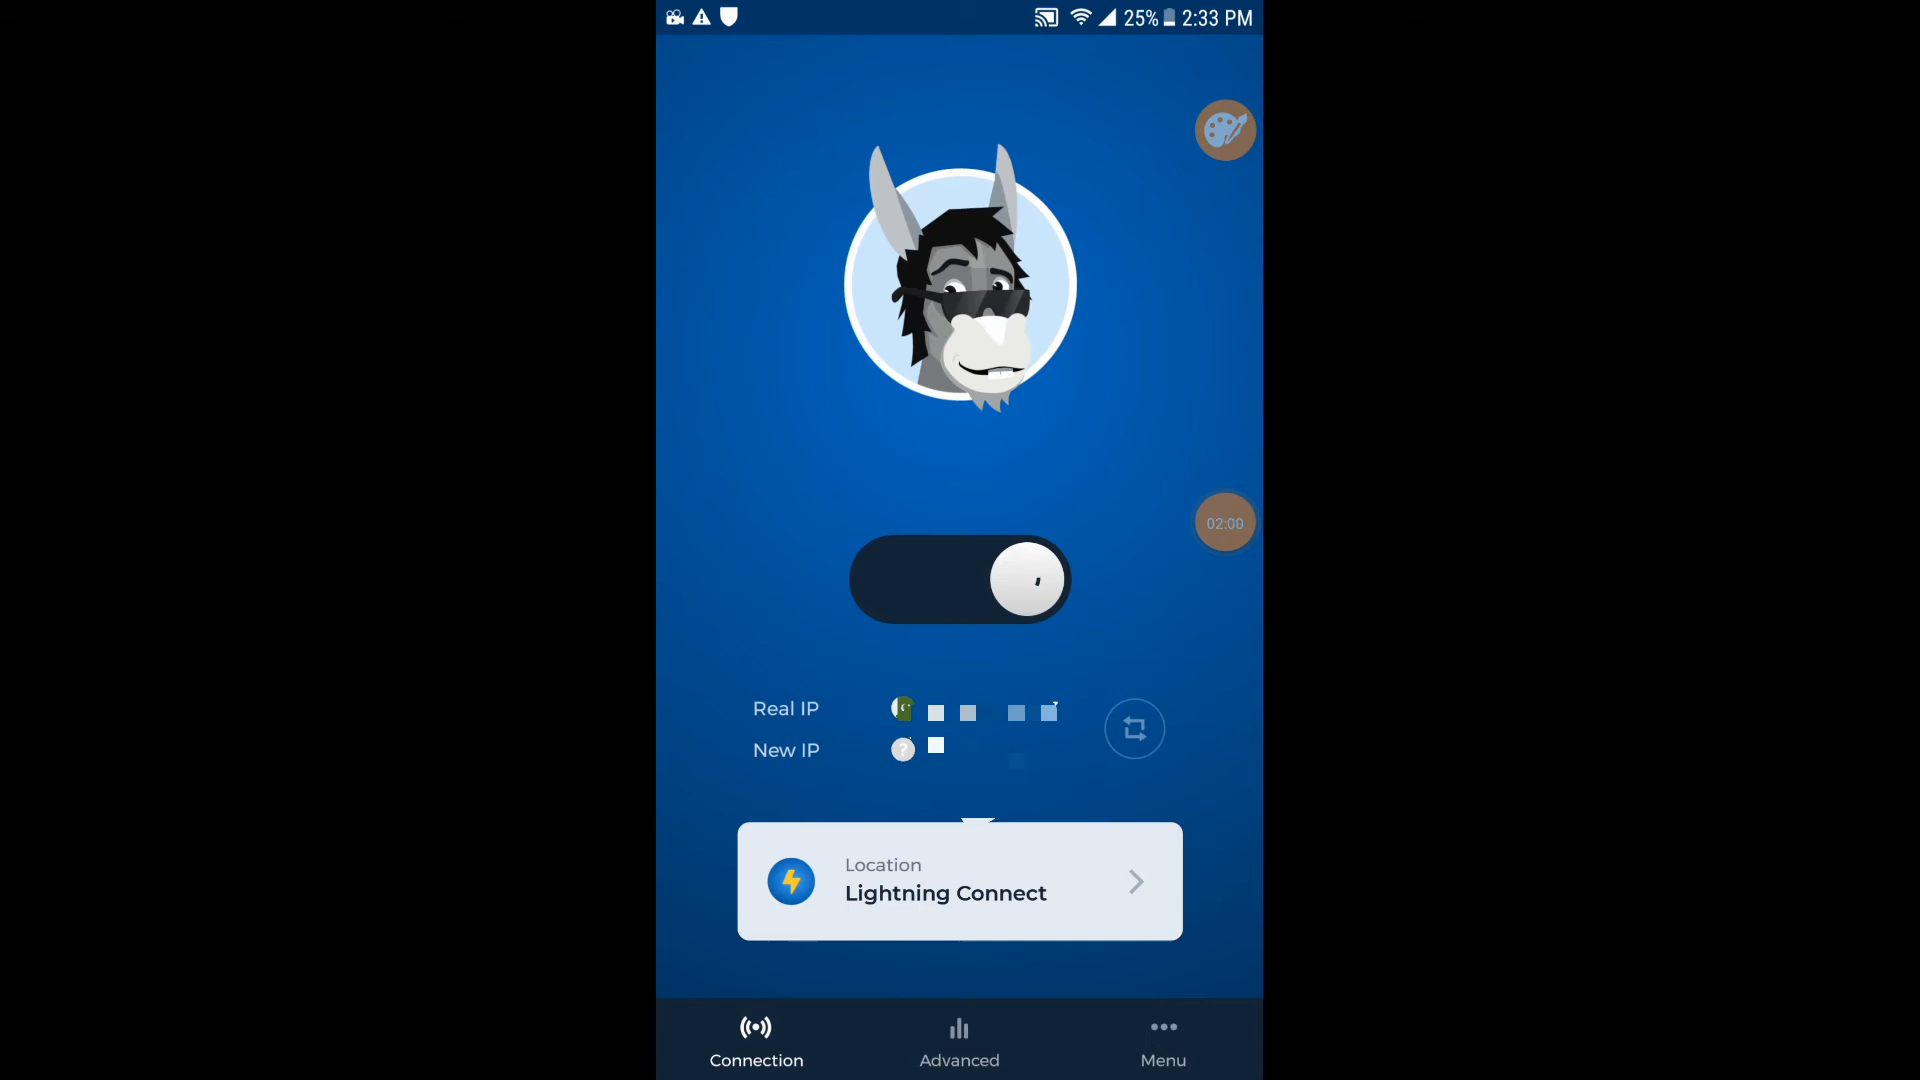 25% 2:33 PM
02:00
Real IP
New IP ?
Location
Lightning Connect
Connection Advanced Menu